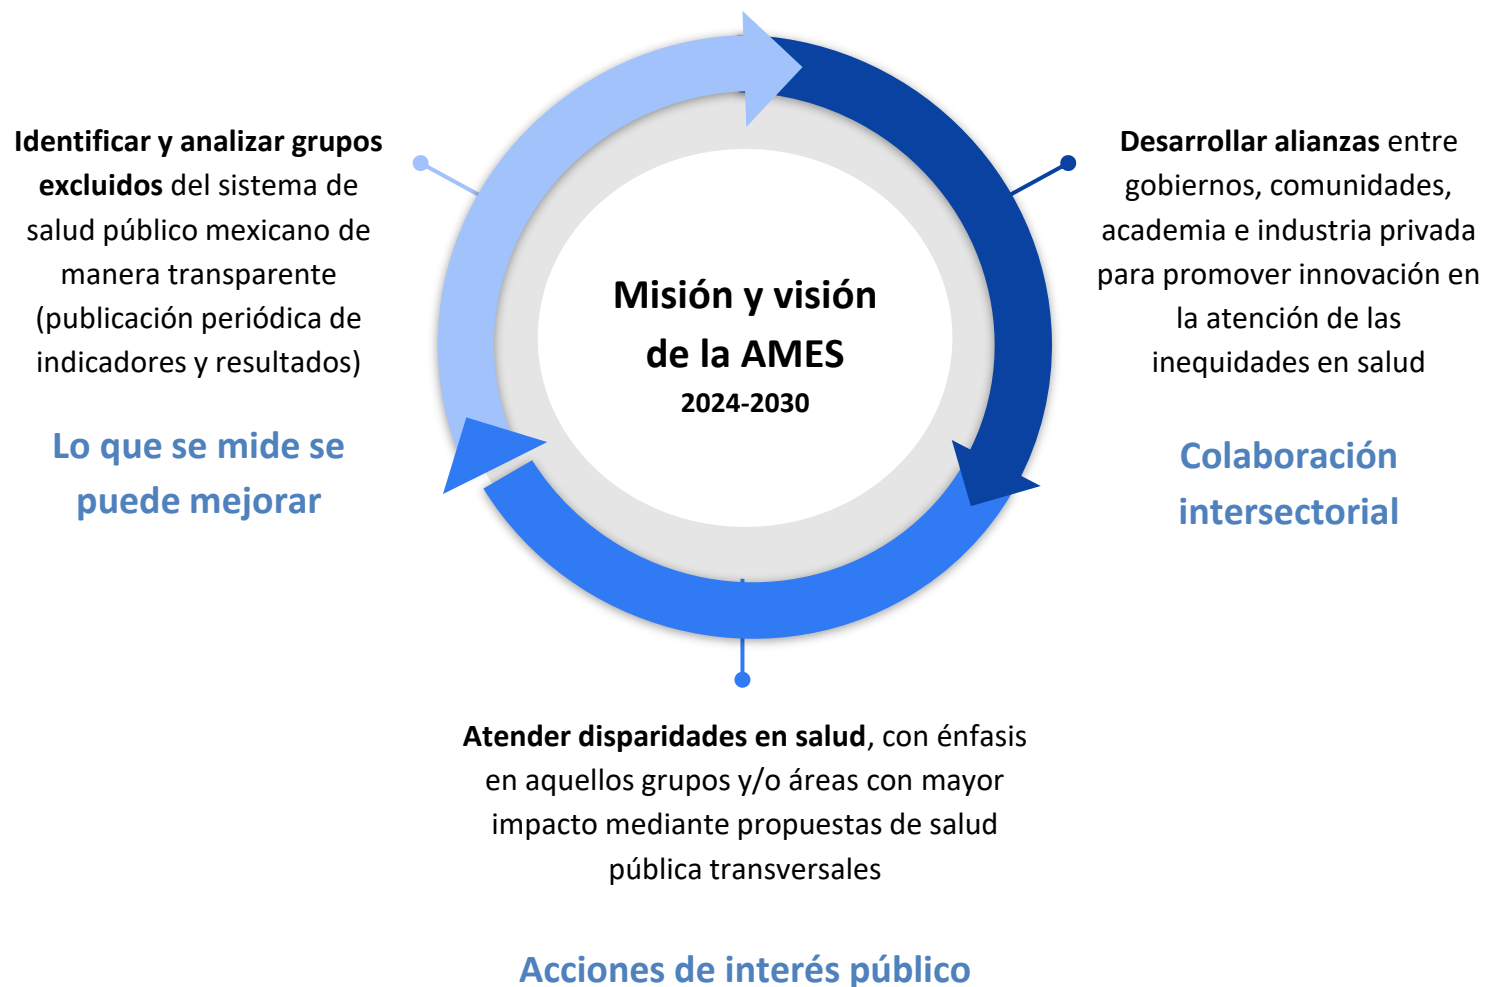 Identificar y analizar grupos
excluidos del sistema de
salud público mexicano de
manera transparente
(publicación periódica de
indicadores y resultados)
Lo que se mide se
puede mejorar
Misión y visión
de la AMES
2024-2030
Desarrollar alianzas entre
gobiernos, comunidades,
academia e industria privada
para promover innovación en
la atención de las
inequidades en salud
Colaboración
intersectorial
Atender disparidades en salud, con énfasis
en aquellos grupos y/o áreas con mayor
impacto mediante propuestas de salud
pública transversales
Acciones de interés público